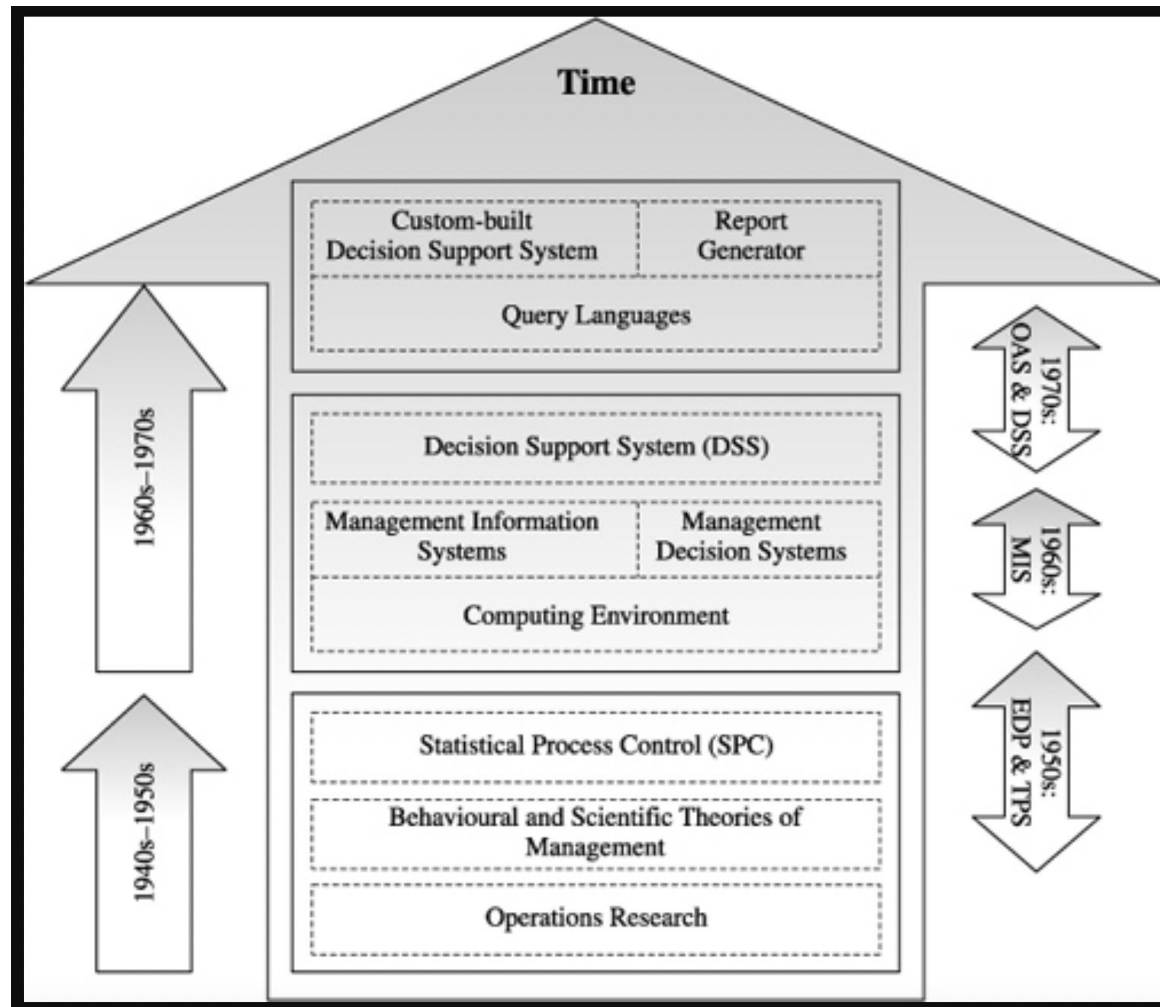 Time
Custom-built
Decision Support System
Report
Generator
Query Languages
Decision Support System (DSS)
Management Information
Systems
Management
Decision Systems
Computing Environment
Statistical Process Control (SPC)
Behavioural and Scientific Theories of
Management
Operations Research
1960s–1970s
1940s–1950s
1970s:
OAS & DSS
1960s:
MIS
1950s:
EDP & TPS